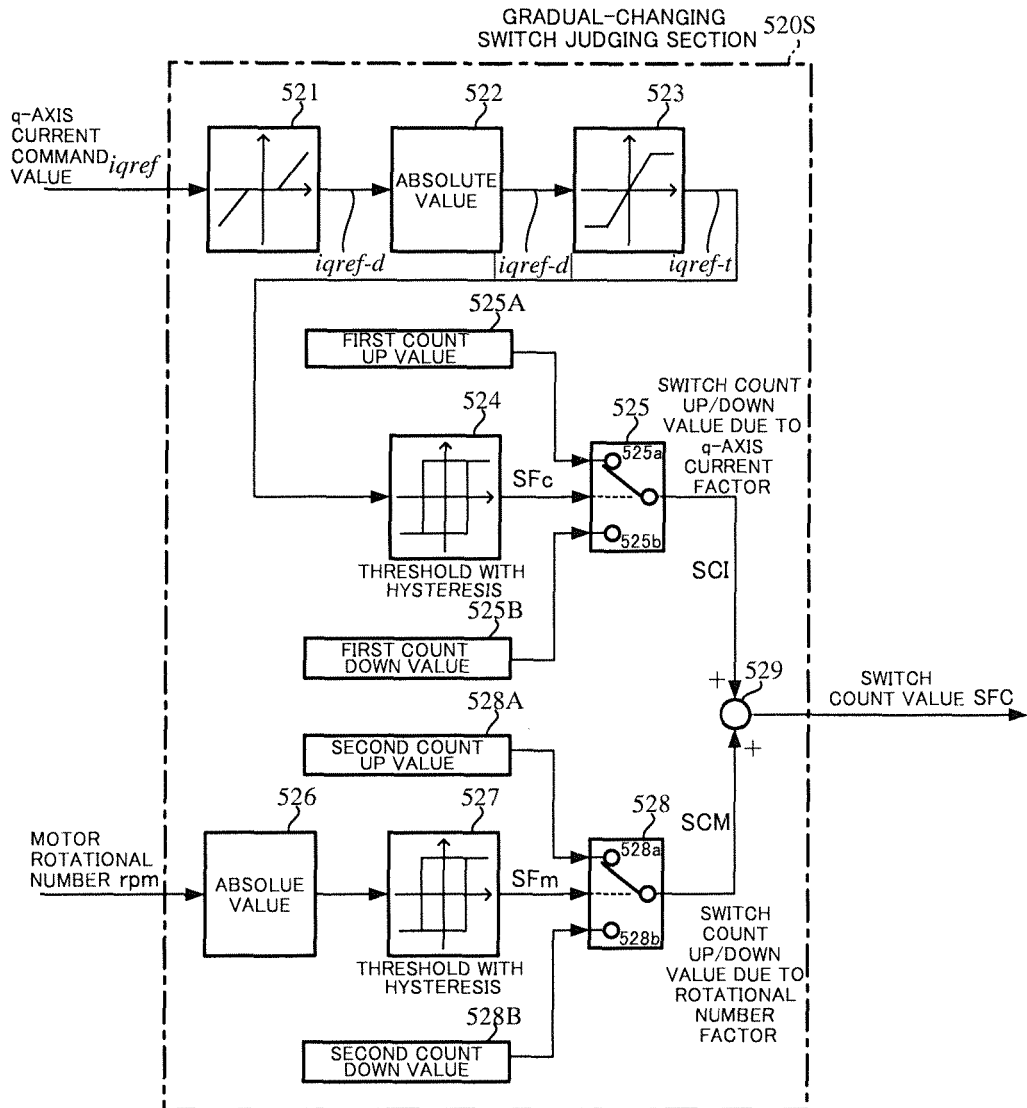 GRADUAL-CHANGING
SWITCH JUDGING SECTION
520S
521
522
523
q-AXIS
CURRENT
COMMAND
VALUE
iqref
ABSOLUTE
VALUE
iqref-d
iqref-d
iqref-t
525A
FIRST COUNT
UP VALUE
SWITCH COUNT
UP/DOWN
VALUE DUE TO
q-AXIS
CURRENT
FACTOR
524
525
525a
SFc
525b
THRESHOLD WITH
HYSTERESIS
SCI
525B
FIRST COUNT
DOWN VALUE
+
529
SWITCH
COUNT VALUE SFC
528A
SECOND COUNT
UP VALUE
+
526
527
528
SCM
MOTOR
ROTATIONAL
NUMBER rpm
ABSOLUE
VALUE
SFm
528a
528b
THRESHOLD WITH
HYSTERESIS
SWITCH
COUNT
UP/DOWN
VALUE DUE TO
ROTATIONAL
NUMBER
FACTOR
528B
SECOND COUNT
DOWN VALUE